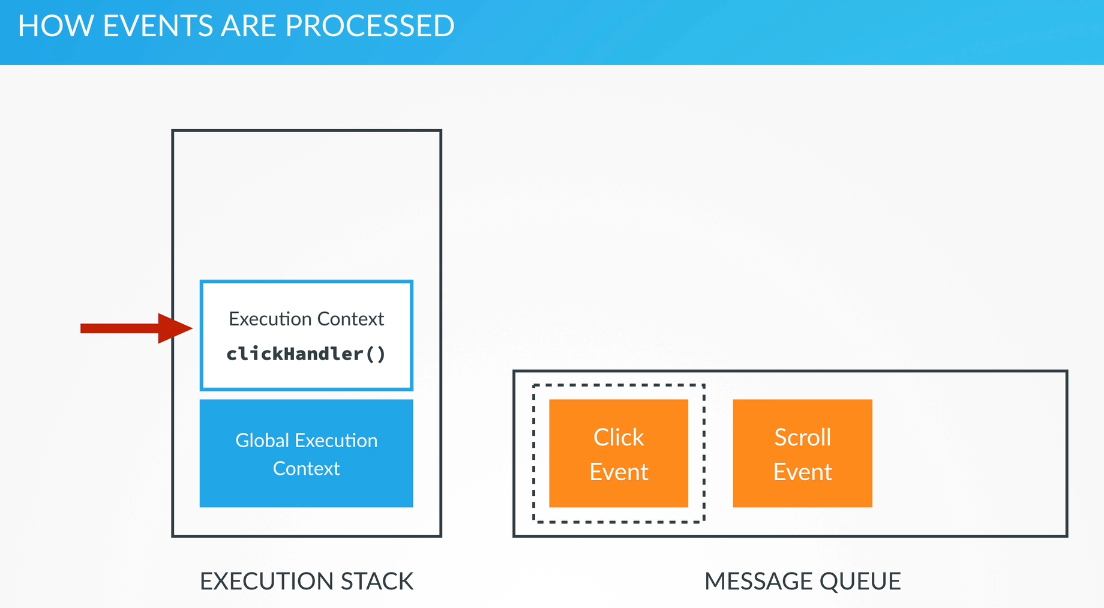 HOW EVENTS ARE PROCESSED
Execution Context
clickHandler()
Global Execution
Context
Click
Event
Scroll
Event
EXECUTION STACK
MESSAGE QUEUE